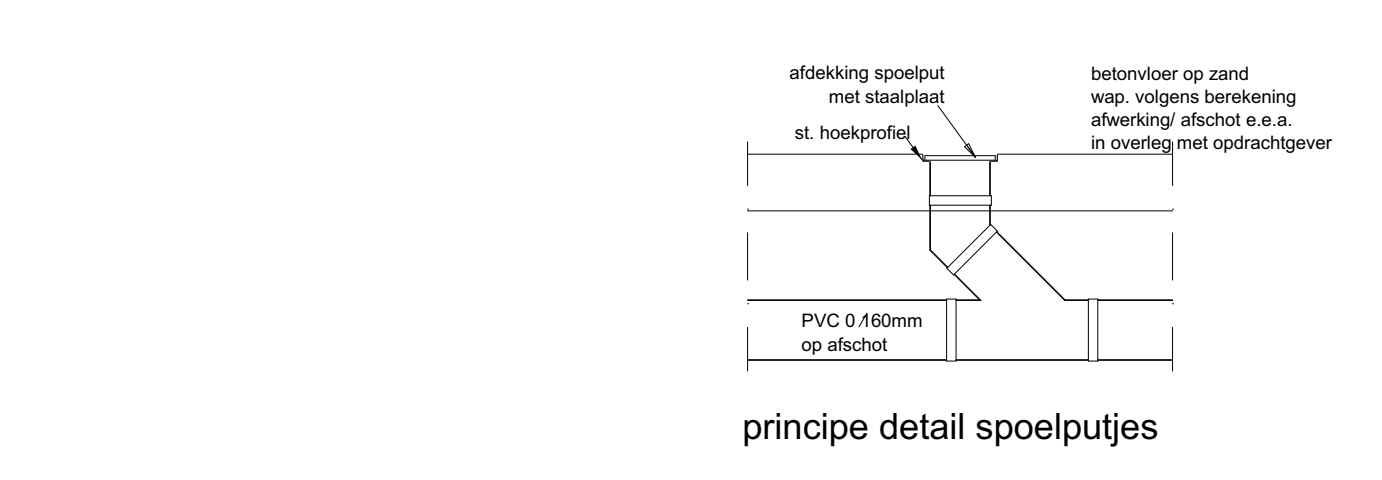 afdekking spoelput
met staalplaat
st. hoekprofiel
betonvloer op zand
wap. volgens berekening
afwerking/ afschot e.e.a.
in overleg met opdrachtgever
PVC 0/160mm
op afschot
principe detail spoelputjes